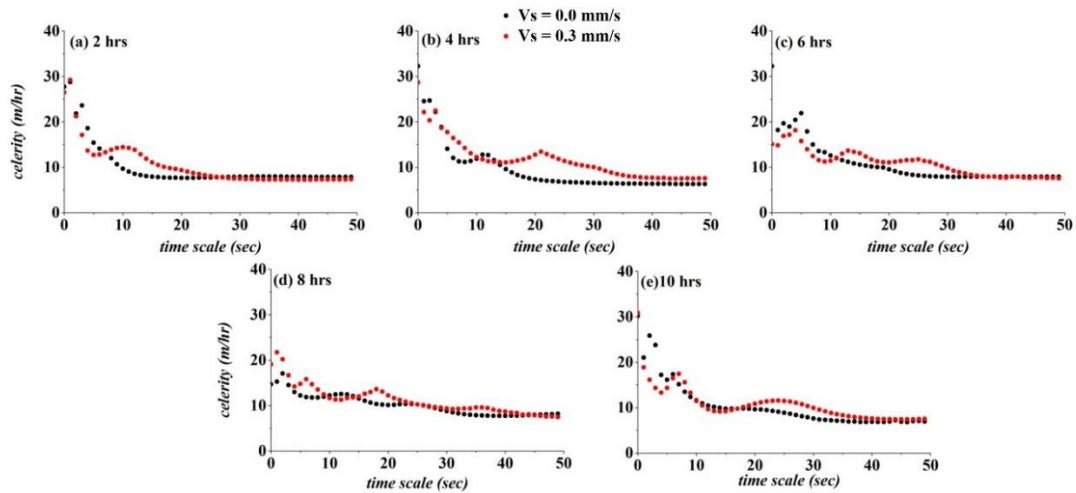 Vs = 0.0 mm/s
Vs = 0.3 mm/s
(a) 2 hrs
celerity (m/hr)
40
30
20
10
0
0 10 20 30 40 50
time scale (sec)
(b) 4 hrs
40
30
20
10
0
0 10 20 30 40 50
time scale (sec)
(c) 6 hrs
40
30
20
10
0
0 10 20 30 40 50
time scale (sec)
(d) 8 hrs
celerity (m/hr)
40
30
20
10
0
0 10 20 30 40 50
time scale (sec)
(e)10 hrs
40
30
20
10
0
0 10 20 30 40 50
time scale (sec)